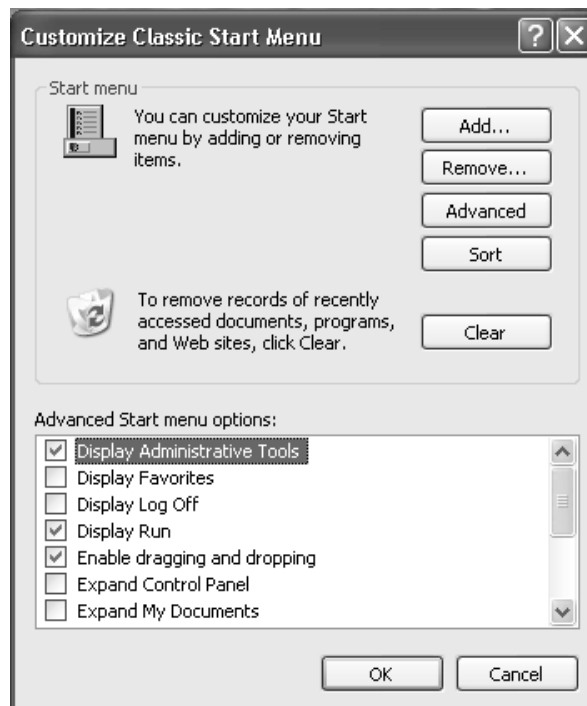 Customize Classic Start Menu
Start menu
You can customize your Start
menu by adding or removing
items.
Add...
Remove...
Advanced
Sort
To remove records of recently
accessed documents, programs,
and Web sites, click Clear.
Clear
Advanced Start menu options:
Display Administrative Tools
Display Favorites
Display Log Off
Display Run
Enable dragging and dropping
Expand Control Panel
Expand My Documents
OK
Cancel